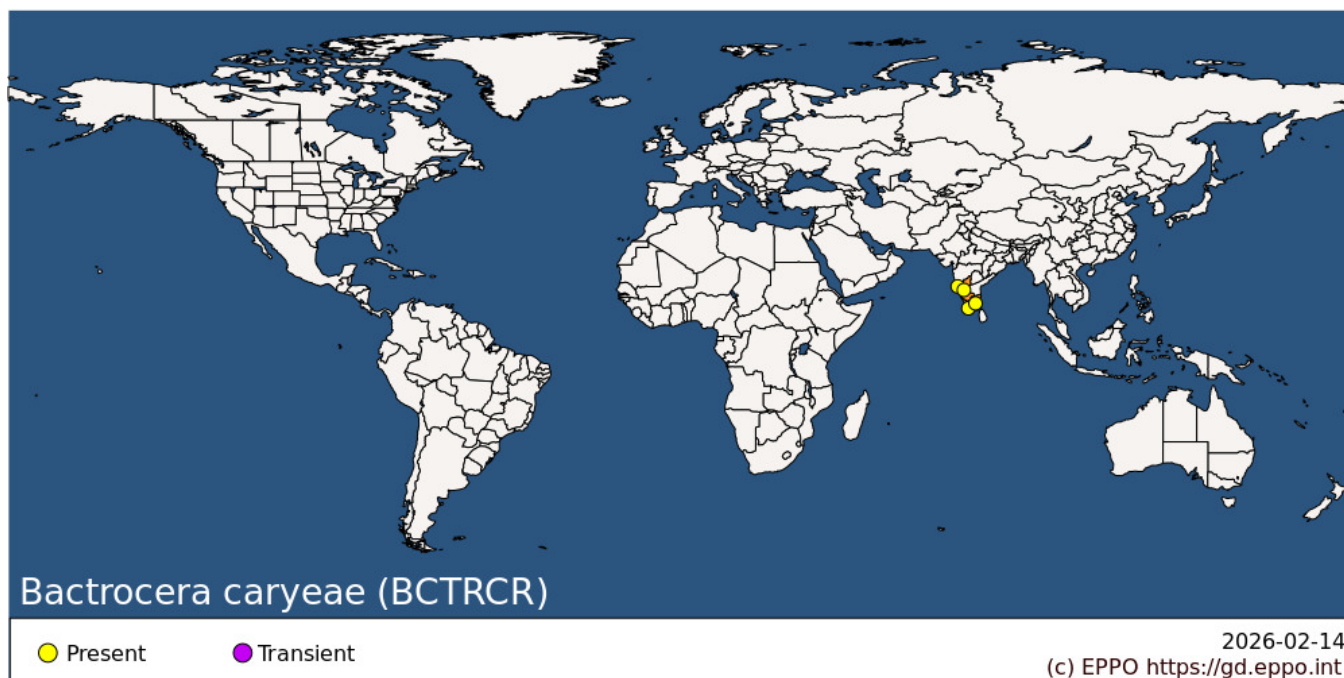 Bactrocera caryeae (BCTRCR)
Present
Transient
2026-02-14
(c) EPPO https://gd.eppo.int